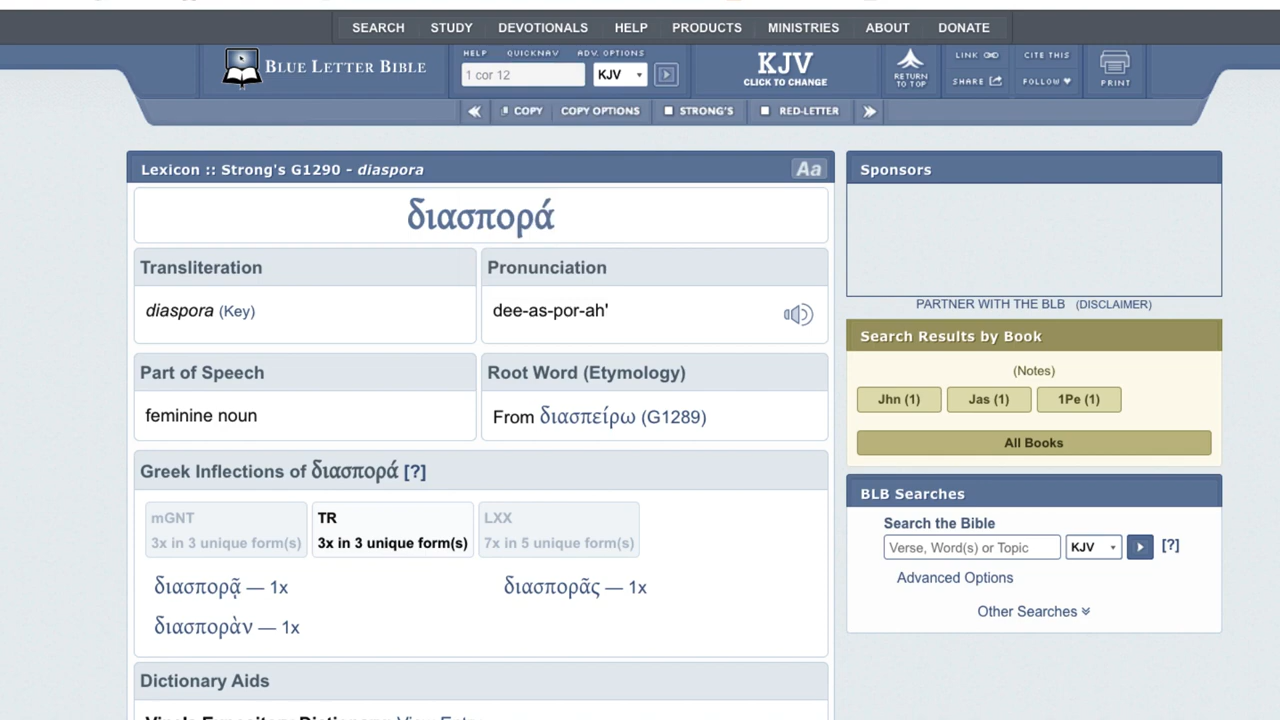 SEARCH STUDY DEVOTIONALS HELP PRODUCTS MINISTRIES ABOUT DONATE
BLUE LETTER BIBLE
HELP QUICKNAV ADV. OPTIONS
1 cor 12 KJV
KJV
CLICK TO CHANGE
RETURN
TO TOP
LINK CITE THIS
SHARE FOLLOW
PRINT
COPY COPY OPTIONS STRONG'S RED-LETTER
Lexicon :: Strong's G1290 - diaspora Aa
διασπορά
Transliteration
diaspora (Key)
Pronunciation
dee-as-por-ah'
Part of Speech
feminine noun
Root Word (Etymology)
From διασπείρω (G1289)
Greek Inflections of διασπορά [?]
mGNT
3x in 3 unique form(s)
TR
3x in 3 unique form(s)
LXX
7x in 5 unique form(s)
διασπορᾷ — 1x
διασπορᾶς — 1x
διασπορὰν — 1x
Dictionary Aids
Vine's Expository Dictionary: View Entry
Sponsors
PARTNER WITH THE BLB (DISCLAIMER)
Search Results by Book
(Notes)
Jhn (1) Jas (1) 1Pe (1)
All Books
BLB Searches
Search the Bible
Verse, Word(s) or Topic KJV [?]
Advanced Options
Other Searches